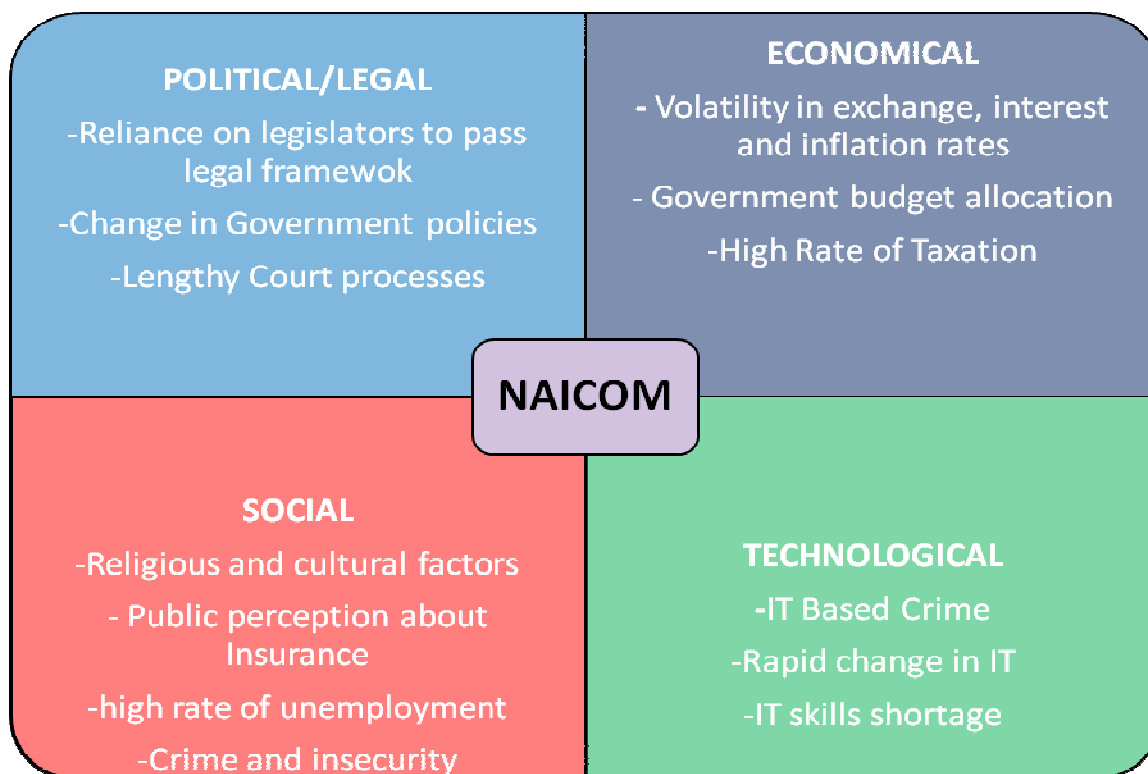 POLITICAL/LEGAL
-Reliance on legislators to pass
legal framewok
-Change in Government policies
-Lengthy Court processes
ECONOMICAL
- Volatility in exchange, interest
and inflation rates
- Government budget allocation
-High Rate of Taxation
NAICOM
SOCIAL
-Religious and cultural factors
- Public perception about
Insurance
-high rate of unemployment
-Crime and insecurity
TECHNOLOGICAL
-IT Based Crime
-Rapid change in IT
-IT skills shortage